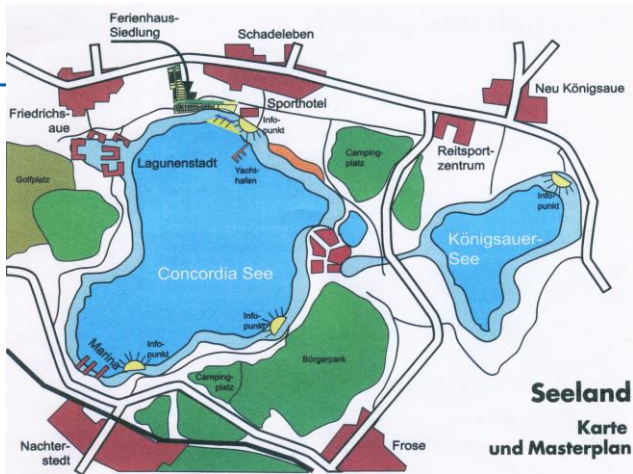 Ferienhaus-
Siedlung
Schadeleben
Neu Königsaue
Friedrichs-
aue
Sporthotel
Info-
punkt
Reitsport-
zentrum
Camping-
platz
Lagunenstadt
Yacht-
hafen
Golfplatz
Info-
punkt
Königsauer-
See
Concordia See
Info-
punkt
Marina
Info-
punkt
Bürgerpark
Camping-
platz
Seeland
Karte
und Masterplan
Nachter-
stedt
Frose